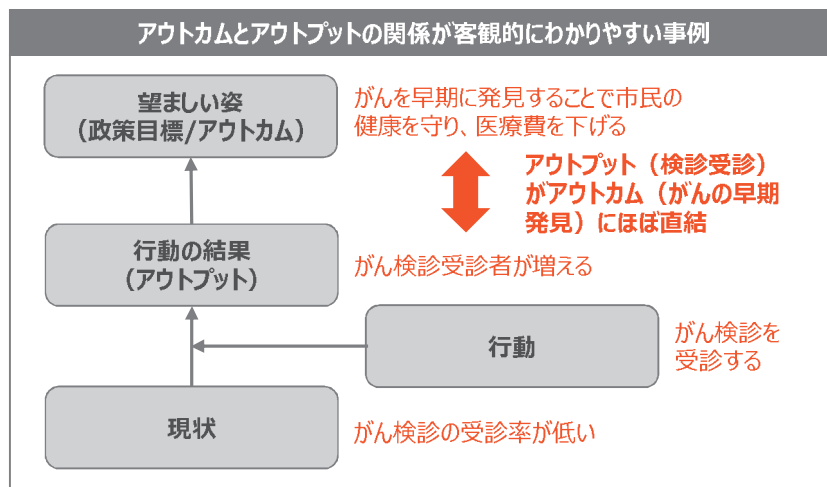 アウトカムとアウトプットの関係が客観的にわかりやすい事例
望ましい姿
（政策目標/アウトカム）
がんを早期に発見することで市民の
健康を守り、医療費を下げる
アウトプット（検診受診）
がアウトカム（がんの早期
発見）にほぼ直結
行動の結果
（アウトプット）
がん検診受診者が増える
行動
がん検診を
受診する
現状
がん検診の受診率が低い